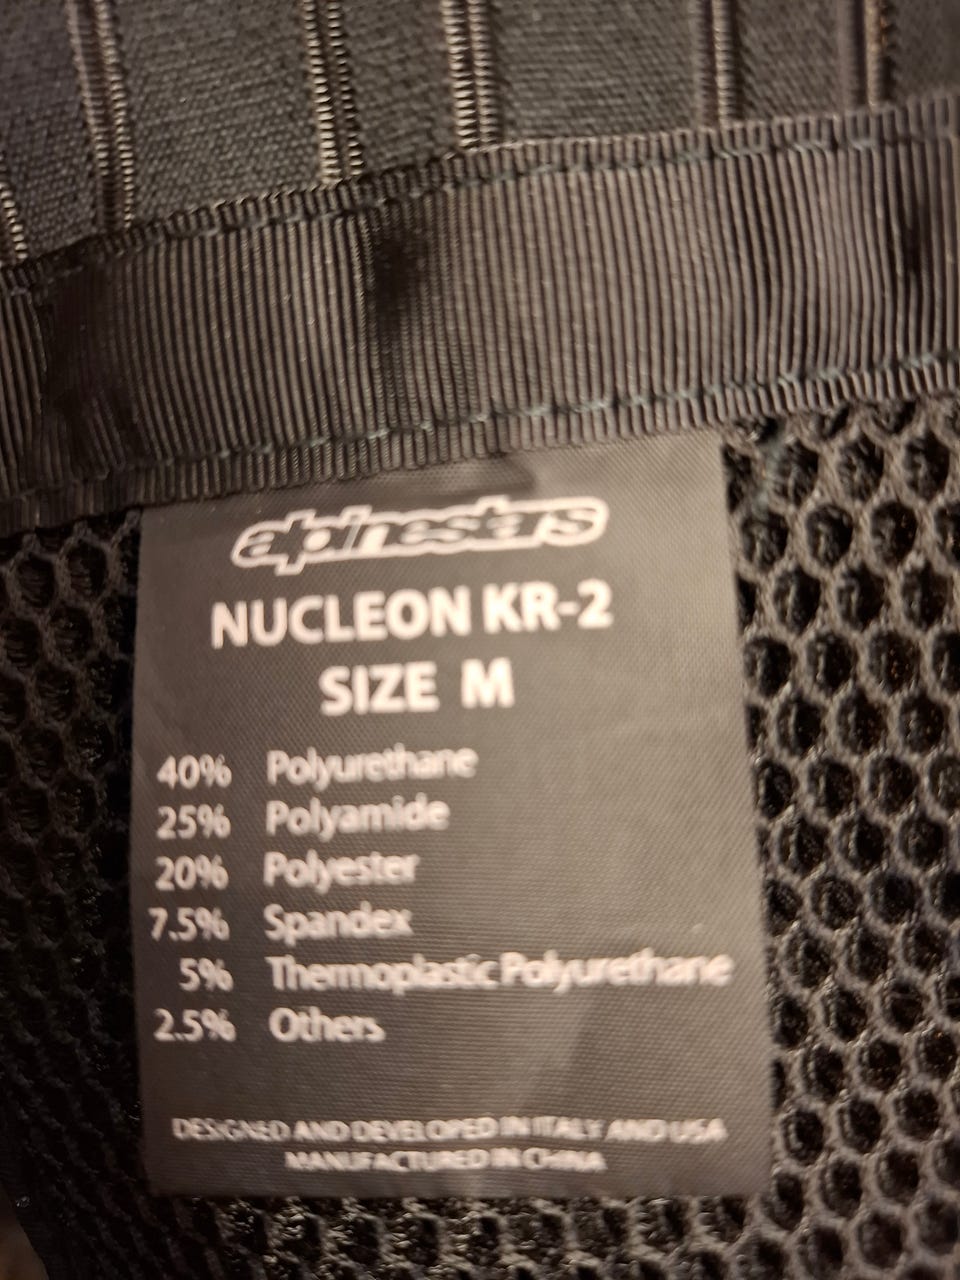 alpinestars
NUCLEON KR-2
SIZE M
40% Polyurethane
25% Polyamide
20% Polyester
7.5% Spandex
5% Thermoplastic Polyurethane
2.5% Others
DESIGNED AND DEVELOPED IN ITALY AND USA
MANUFACTURED IN CHINA